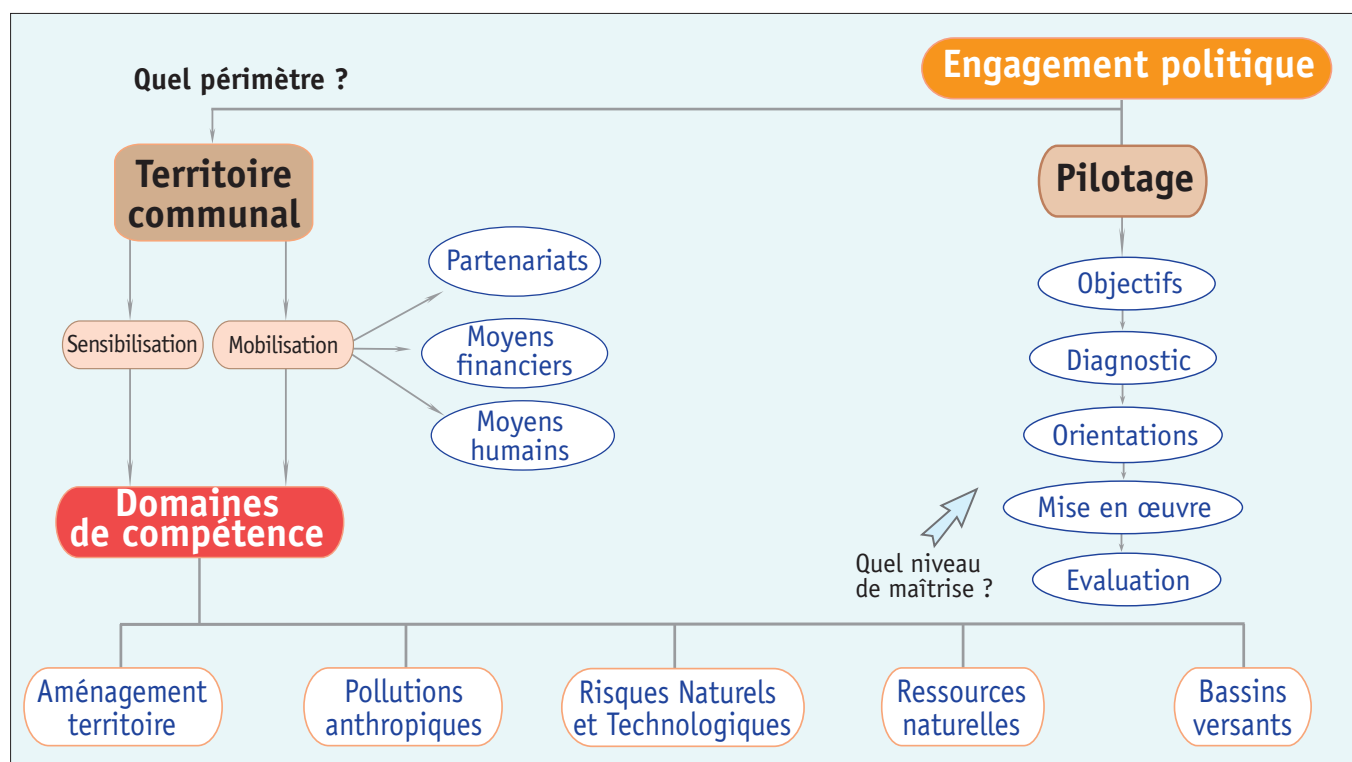 Engagement politique
Quel périmètre ?
Territoire
communal
Pilotage
Partenariats
Objectifs
Sensibilisation
Mobilisation
Moyens
financiers
Diagnostic
Moyens
humains
Orientations
Domaines
de compétence
Mise en œuvre
Quel niveau
de maîtrise ?
Evaluation
Aménagement
territoire
Pollutions
anthropiques
Risques Naturels
et Technologiques
Ressources
naturelles
Bassins
versants